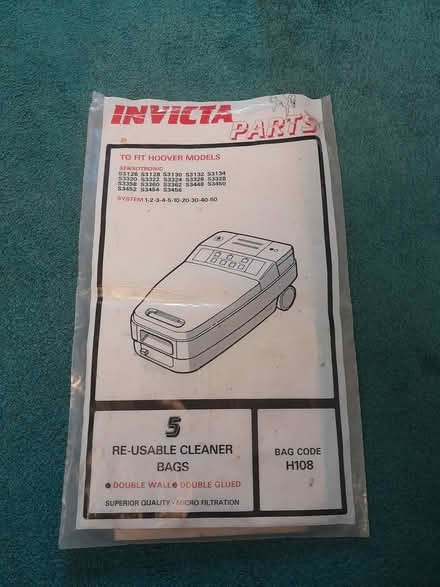 INVICTA
PARTS
TO FIT HOOVER MODELS
SENSOTRONIC
S3126 S3128 S3130 S3132 S3134
S3320 S3322 S3324 S3326 S3328
S3358 S3360 S3362 S3448 S3450
S3452 S3454 S3456
SYSTEM 1-2-3-4-5-10-20-30-40-50
5
RE-USABLE CLEANER
BAGS
DOUBLE WALL DOUBLE GLUED
SUPERIOR QUALITY - MICRO FILTRATION
BAG CODE
H108